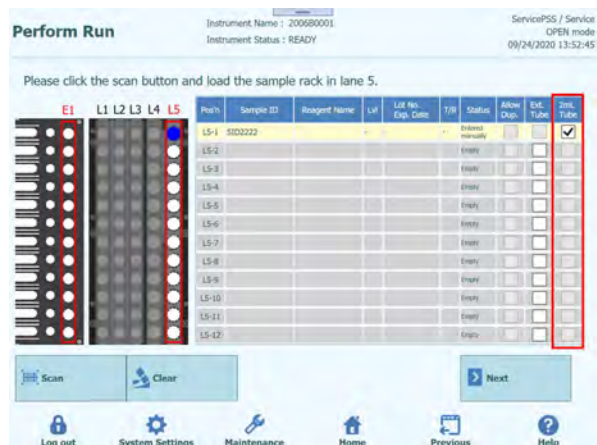 Perform Run
Instrument Name : 200680001
Instrument Status : READY
ServicePSS / Service
OPEN mode
09/24/2020 13:52:45
Please click the scan button and load the sample rack in lane 5.
E1 L1 L2 L3 L4 L5
Pos'n Sample ID Reagent Name Lvl Lot No. Exp. Date T/R Status Allow Dup. Ext. Tube 2mL Tube
L5-1 SID2222 - - - Entered manually
L5-2 Empty
L5-3 Empty
L5-4 Empty
L5-5 Empty
L5-6 Empty
L5-7 Empty
L5-8 Empty
L5-9 Empty
L5-10 Empty
L5-11 Empty
L5-12 Empty
Scan
Clear
Next
Log out
System Settings
Maintenance
Home
Previous
Help